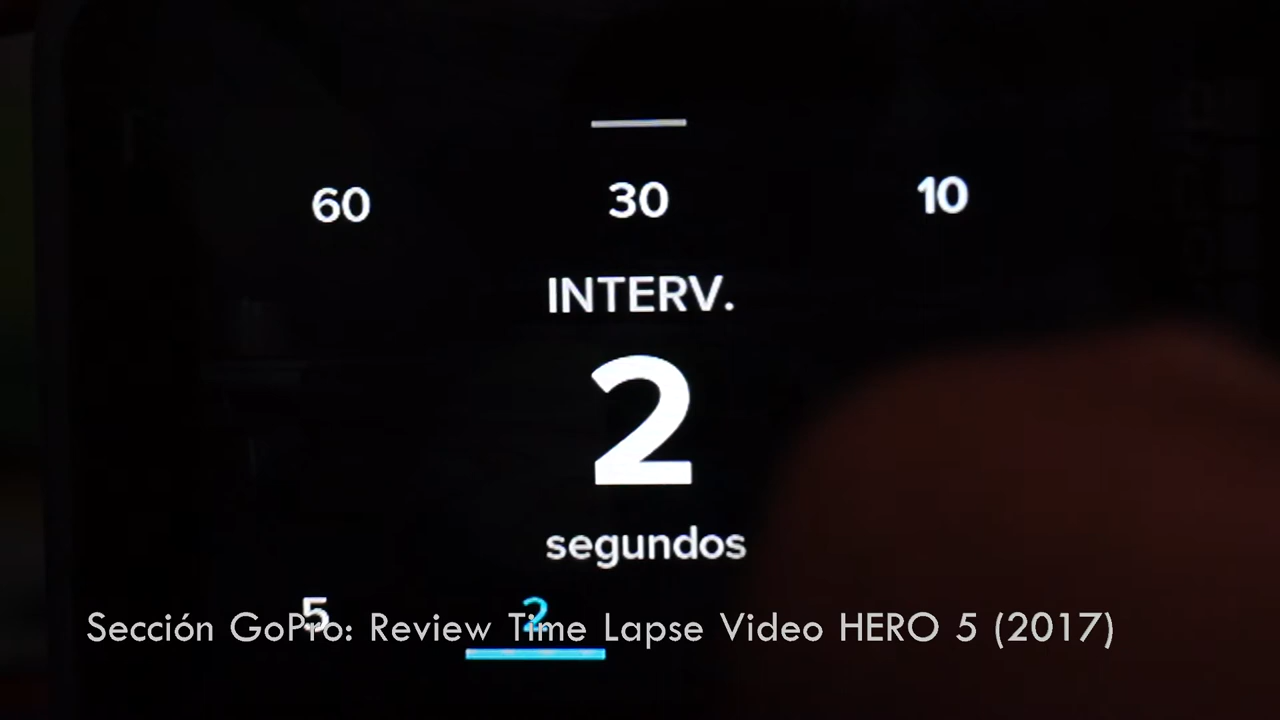 60 30 10
INTERV.
2
segundos
5 2
Sección GoPro: Review Time Lapse Video HERO 5 (2017)